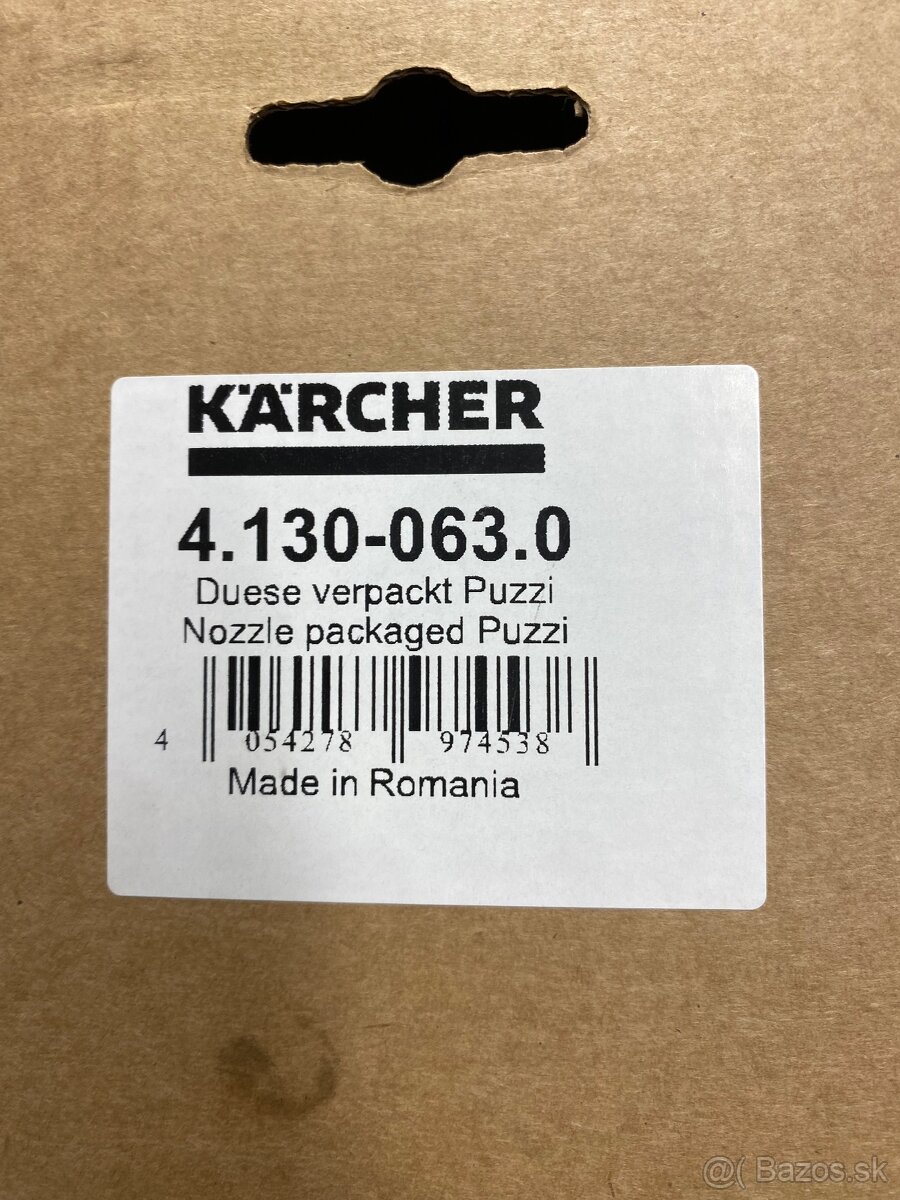 KÄRCHER
4.130-063.0
Duese verpackt Puzzi
Nozzle packaged Puzzi
4 054278 974538
Made in Romania
@( Bazos.sk